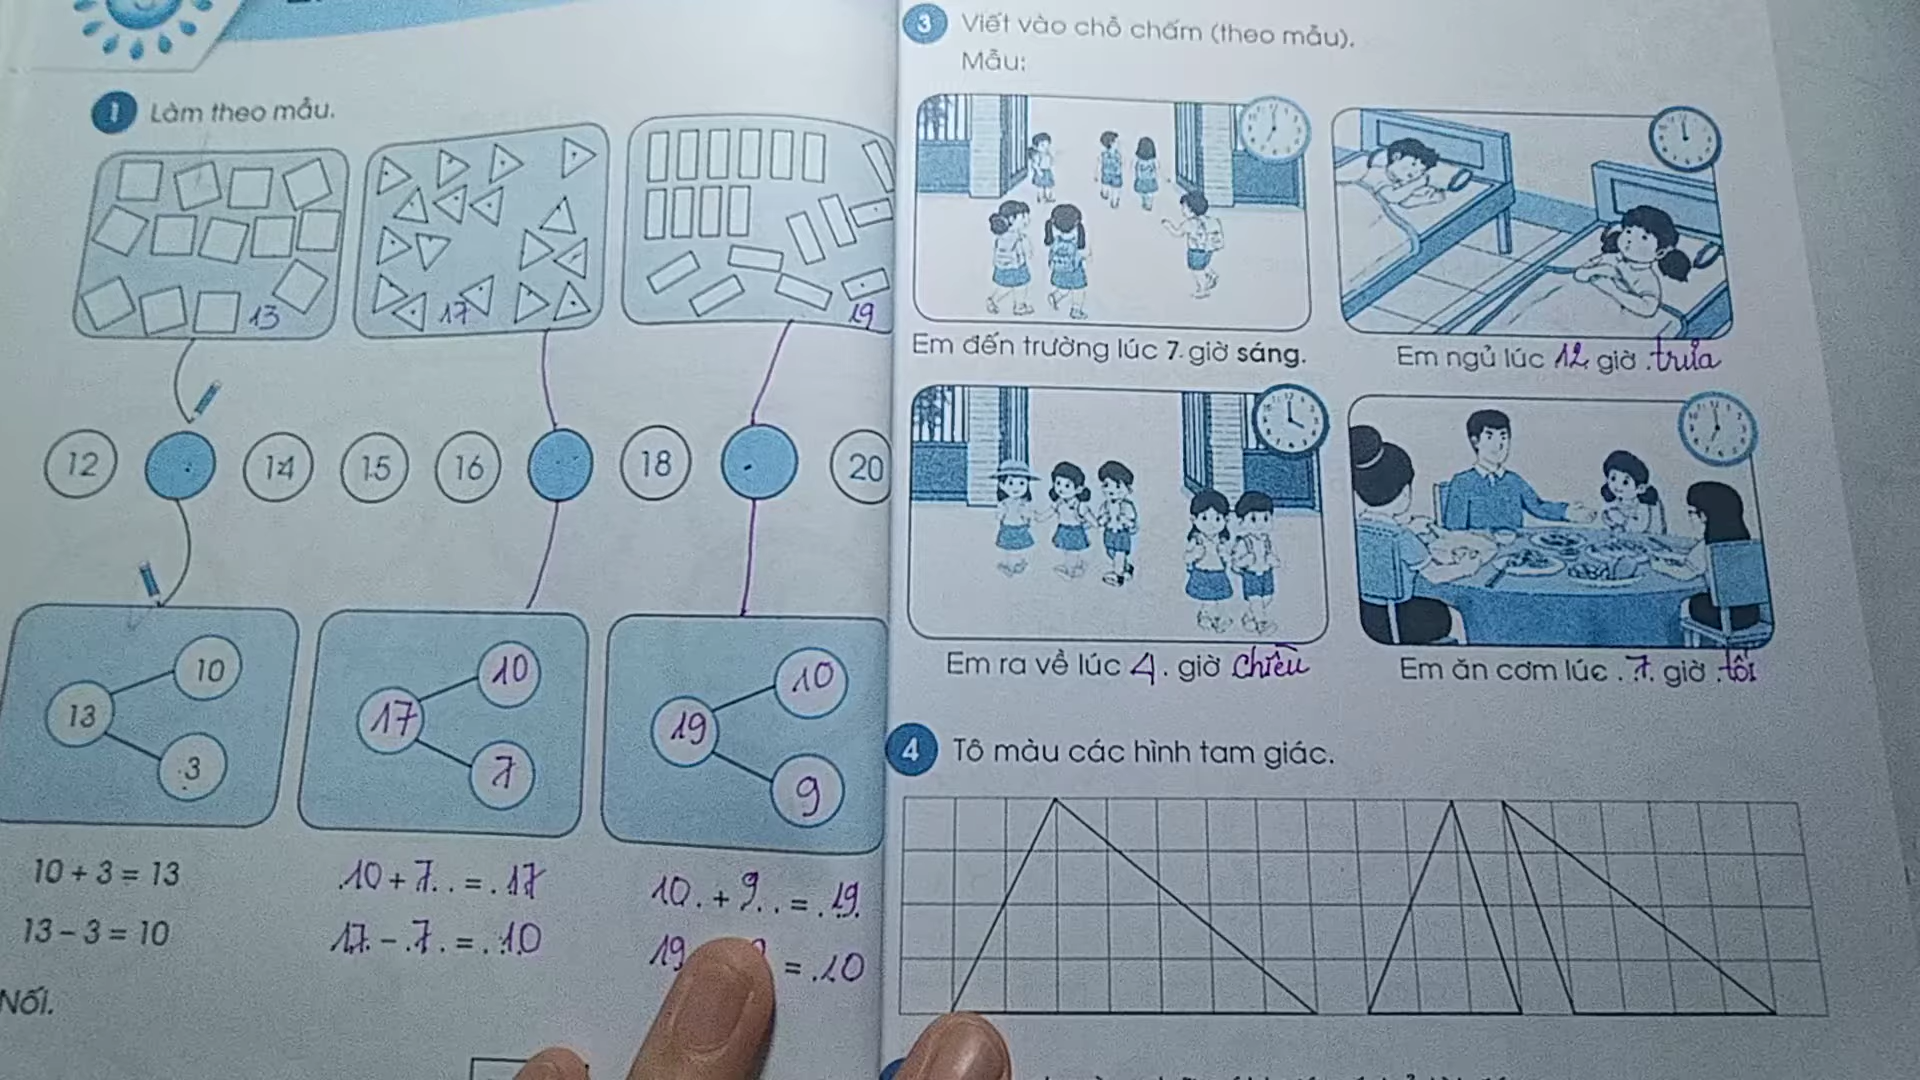 1 Làm theo mẫu.
13
17
19
12 14 15 16 18 20
13 10 3
17 10 7
19 10 9
10 + 3 = 13
13 – 3 = 10
10 + 7 = 17
17 – 7 = 10
10 + 9 = 19
19 = 10
Nối.
3 Viết vào chỗ chấm (theo mẫu).
Mẫu:
Em đến trường lúc 7 giờ sáng.
Em ngủ lúc 12 giờ trưa
Em ra về lúc 4 giờ chiều
Em ăn cơm lúc 7 giờ tối
4 Tô màu các hình tam giác.